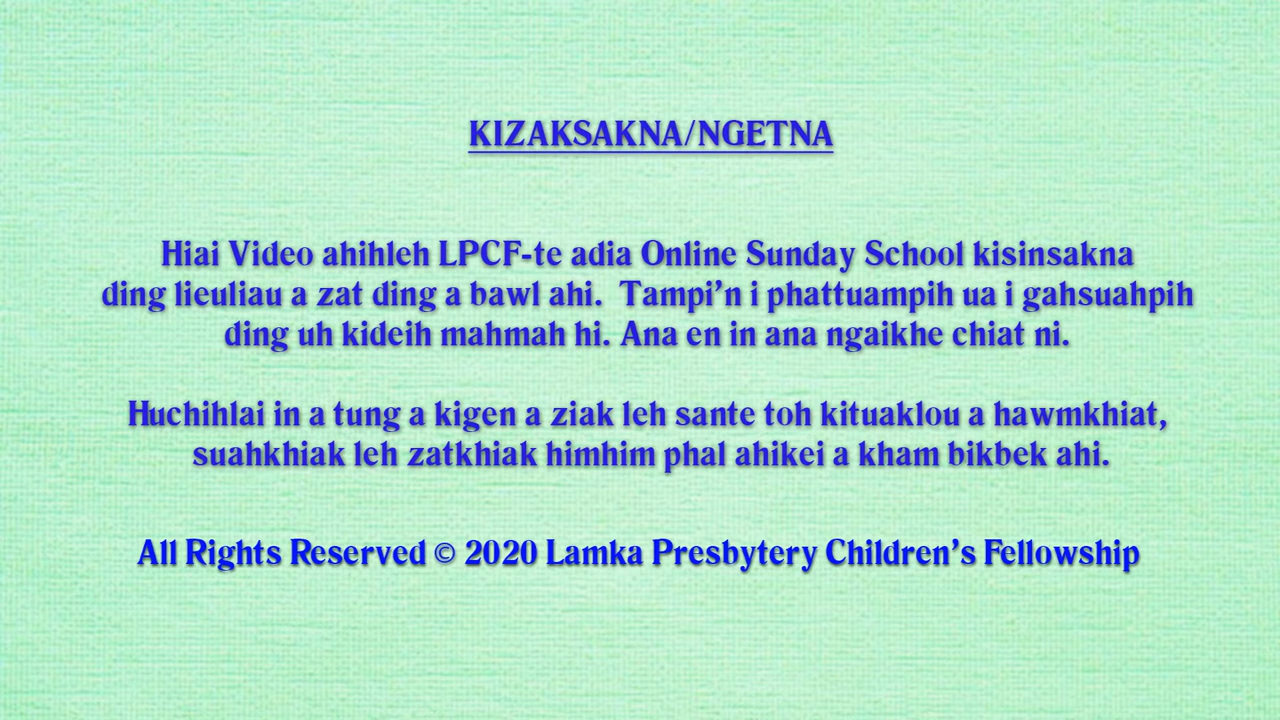 KIZAKSAKNA/NGETNA
Hiai Video ahihleh LPCF-te adia Online Sunday School kisinsakna
ding lieuliau a zat ding a bawl ahi.  Tampi’n i phattuampih ua i gahsuahpih
ding uh kideih mahmah hi. Ana en in ana ngaikhe chiat ni.
Huchihlai in a tung a kigen a ziak leh sante toh kituaklou a hawmkhiat,
suahkhiak leh zatkhiak himhim phal ahikei a kham bikbek ahi.
All Rights Reserved © 2020 Lamka Presbytery Children’s Fellowship